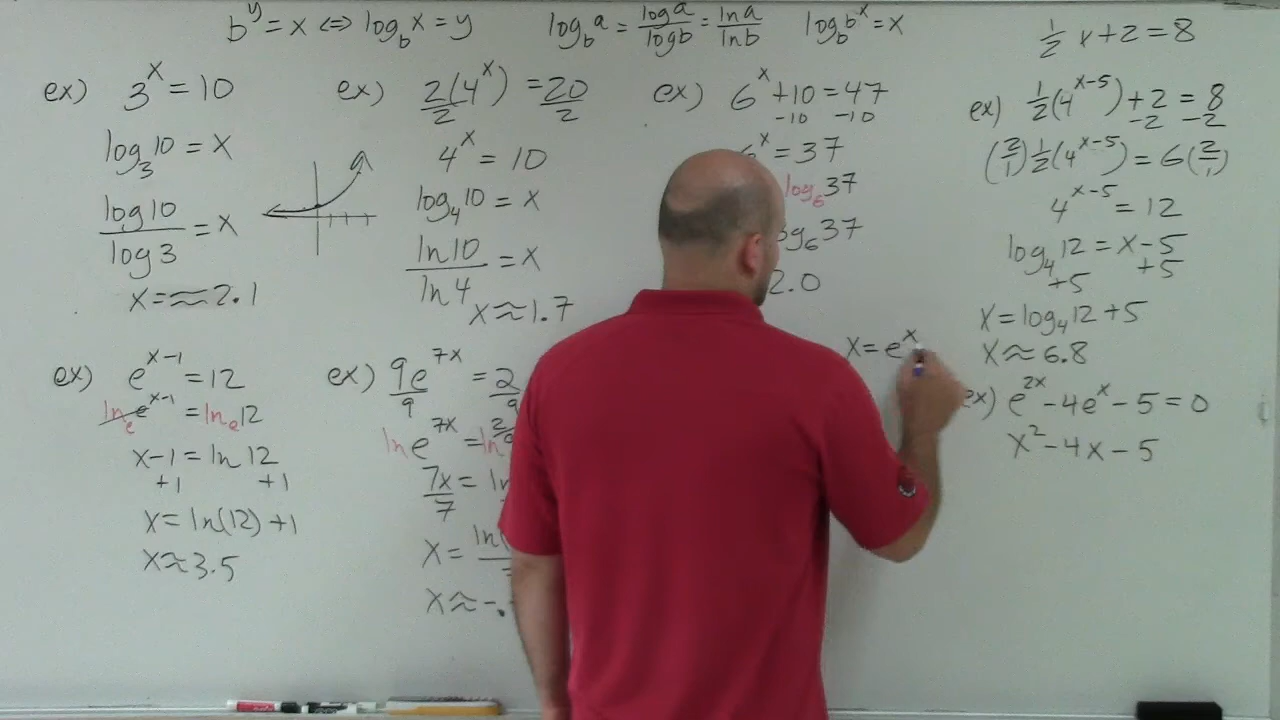 b^y = x ⇔ log_b x = y   log_b a = log a / log b = ln a / ln b   log_b b^x = x
1/2 x + 2 = 8
ex) 3^x = 10
log_3 10 = x
log 10 / log 3 = x
x = ≈ 2.1
ex) 2(4^x) / 2 = 20 / 2
4^x = 10
log_4 10 = x
ln 10 / ln 4 = x
x ≈ 1.7
ex) 6^x + 10 = 47
-10 -10
6^x = 37
log_6 37
log_6 37
2.0
ex) 1/2(4^(x-5)) + 2 = 8
-2 -2
(2/1) 1/2(4^(x-5)) = 6(2/1)
4^(x-5) = 12
log_4 12 = x-5
+5 +5
x = log_4 12 + 5
x ≈ 6.8
ex) e^(x-1) = 12
ln_e e^(x-1) = ln_e 12
x-1 = ln 12
+1 +1
x = ln(12) + 1
x ≈ 3.5
ex) 9e^(7x) / 9 = 2 / 9
ln e^(7x) = ln 2/9
7x / 7 = ln
x = ln(
x ≈ -.
x = e^x
ex) e^(2x) - 4e^x - 5 = 0
x^2 - 4x - 5